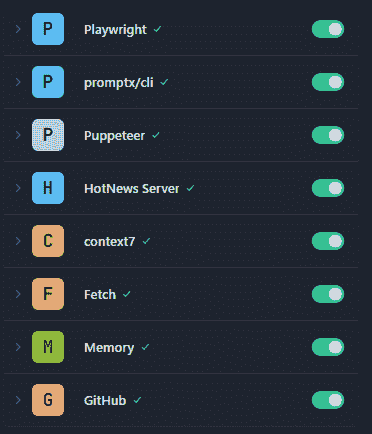 P Playwright
P promptx/cli
P Puppeteer
H HotNews Server
C context7
F Fetch
M Memory
G GitHub